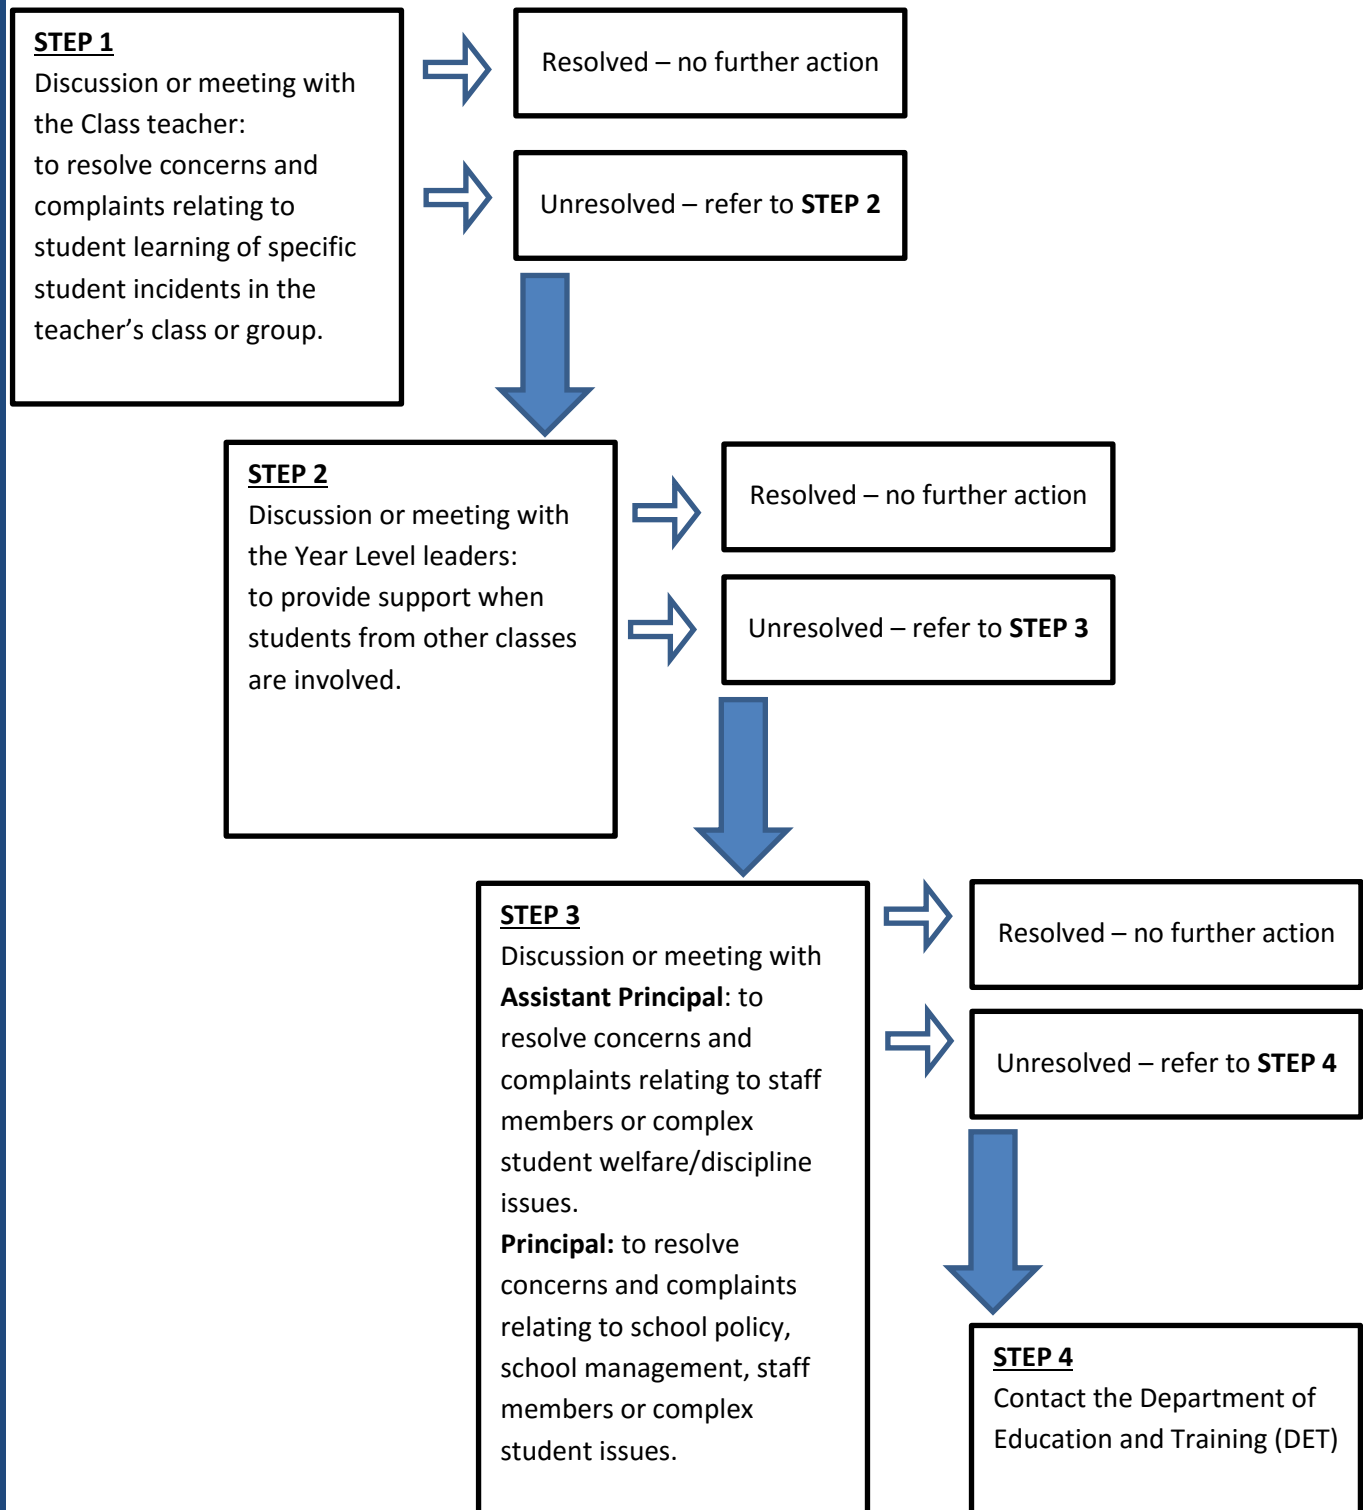 STEP 1
Discussion or meeting with
the Class teacher:
to resolve concerns and
complaints relating to
student learning of specific
student incidents in the
teacher’s class or group.
Resolved – no further action
Unresolved – refer to STEP 2
STEP 2
Discussion or meeting with
the Year Level leaders:
to provide support when
students from other classes
are involved.
Resolved – no further action
Unresolved – refer to STEP 3
STEP 3
Discussion or meeting with
Assistant Principal: to
resolve concerns and
complaints relating to staff
members or complex
student welfare/discipline
issues.
Principal: to resolve
concerns and complaints
relating to school policy,
school management, staff
members or complex
student issues.
Resolved – no further action
Unresolved – refer to STEP 4
STEP 4
Contact the Department of
Education and Training (DET)